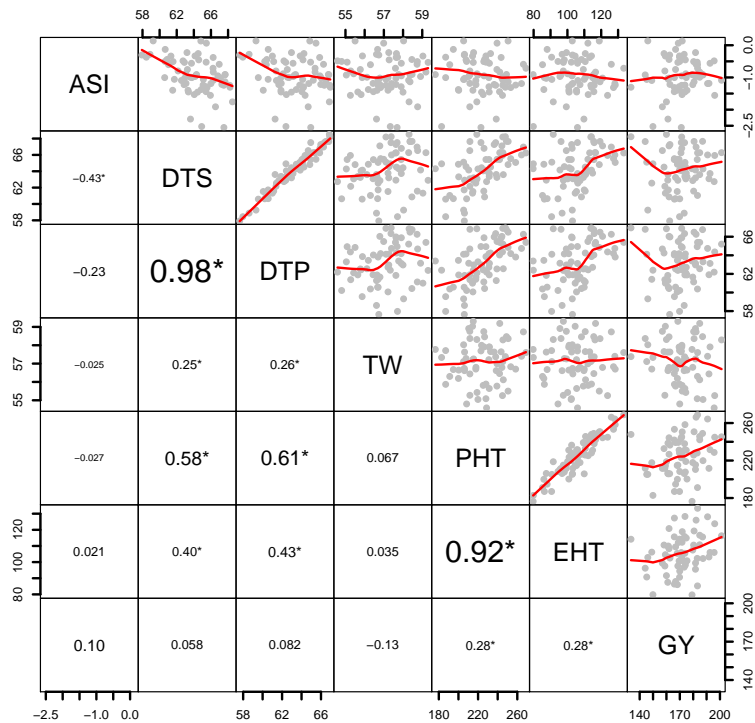 58 62 66 55 57 59 80 100 120
ASI 0.0 −1.0 −2.5
66 62 58 −0.43* DTS
−0.23 0.98* DTP 66 62 58
59 57 55 −0.025 0.25* 0.26* TW
−0.027 0.58* 0.61* 0.067 PHT 260 220 180
120 100 80 0.021 0.40* 0.43* 0.035 0.92* EHT
0.10 0.058 0.082 −0.13 0.28* 0.28* GY 200 170 140
−2.5 −1.0 0.0 58 62 66 180 220 260 140 170 200